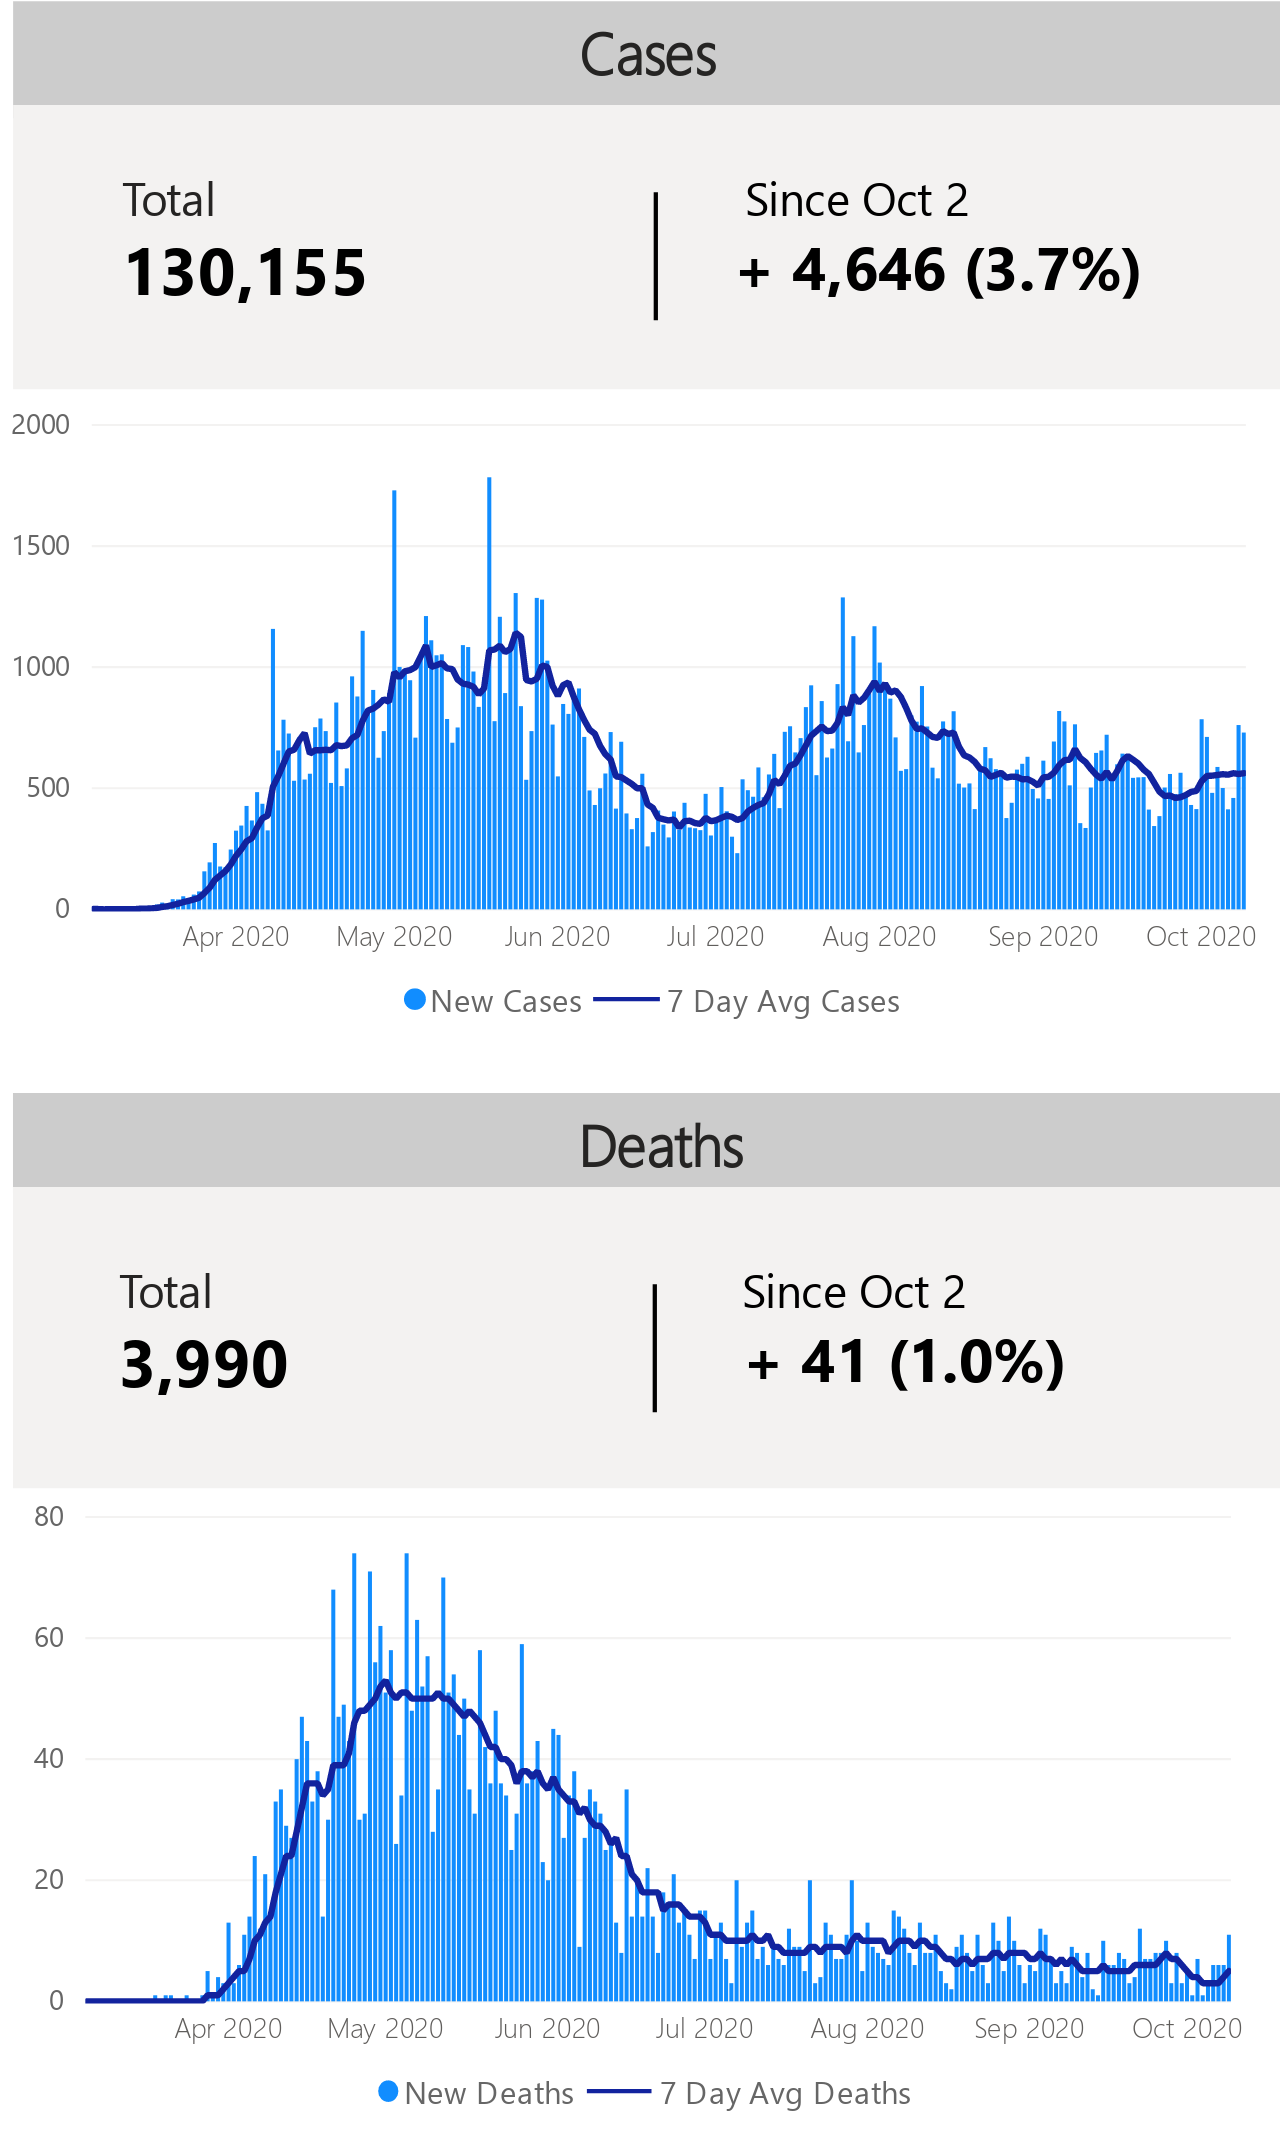 Cases
Total
Since Oct 2
130,155
+ 4,646 (3.7%)
2000
1500
1000
500
0
Apr 2020 May 2020 Jun 2020 Jul 2020 Aug 2020 Sep 2020 Oct 2020
New Cases 7 Day Avg Cases
Deaths
Total
Since Oct 2
3,990
+ 41 (1.0%)
80
60
40
20
0
Apr 2020 May 2020 Jun 2020 Jul 2020 Aug 2020 Sep 2020 Oct 2020
New Deaths 7 Day Avg Deaths